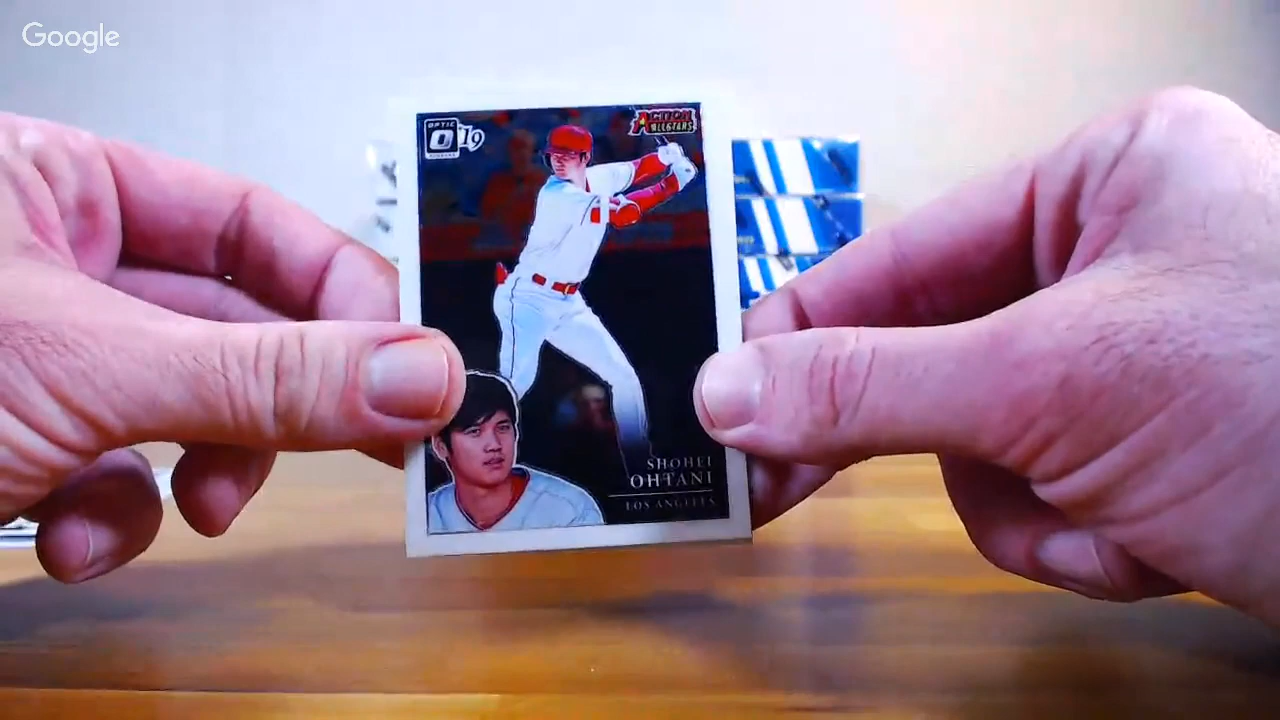 Google
OPTIC
O 19
ACTION
ALL-STARS
SHOHEI
OHTANI
LOS ANGELES